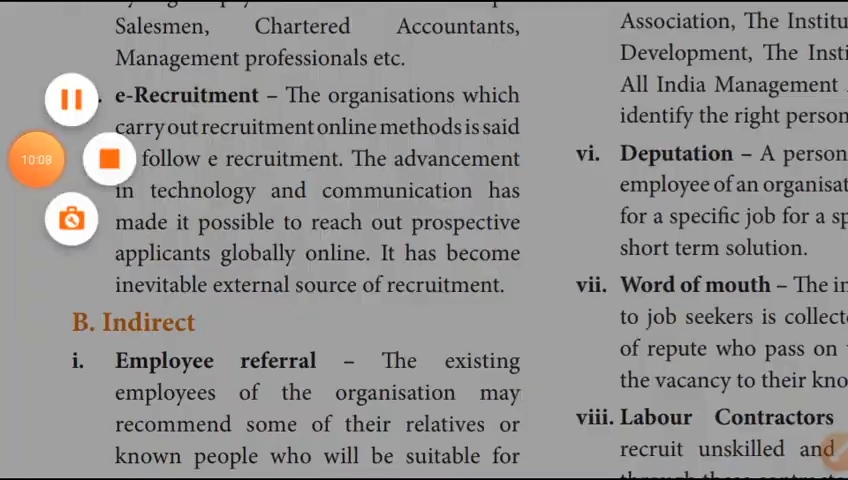 Salesmen, Chartered Accountants,
Management professionals etc.
e-Recruitment – The organisations which
carry out recruitment online methods is said
follow e recruitment. The advancement
in technology and communication has
made it possible to reach out prospective
applicants globally online. It has become
inevitable external source of recruitment.
B. Indirect
i. Employee referral – The existing
employees of the organisation may
recommend some of their relatives or
known people who will be suitable for
Association, The Institu
Development, The Insti
All India Management
identify the right person
vi. Deputation – A person
employee of an organisat
for a specific job for a sp
short term solution.
vii. Word of mouth – The in
to job seekers is collect
of repute who pass on
the vacancy to their kno
viii. Labour Contractors
recruit unskilled and
10:08